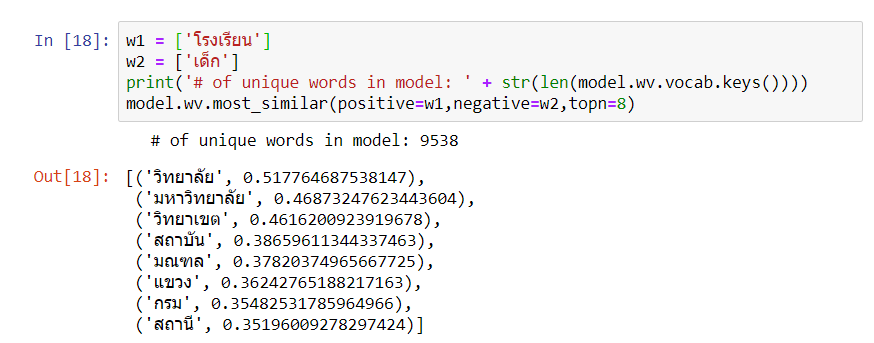 In [18]: w1 = ['โรงเรียน']
w2 = ['เด็ก']
print('# of unique words in model: ' + str(len(model.wv.vocab.keys())))
model.wv.most_similar(positive=w1,negative=w2,topn=8)
# of unique words in model: 9538
Out[18]: [('วิทยาลัย', 0.517764687538147),
('มหาวิทยาลัย', 0.46873247623443604),
('วิทยาเขต', 0.4616200923919678),
('สถาบัน', 0.38659611344337463),
('มณฑล', 0.37820374965667725),
('แขวง', 0.36242765188217163),
('กรม', 0.35482531785964966),
('สถานี', 0.35196009278297424)]